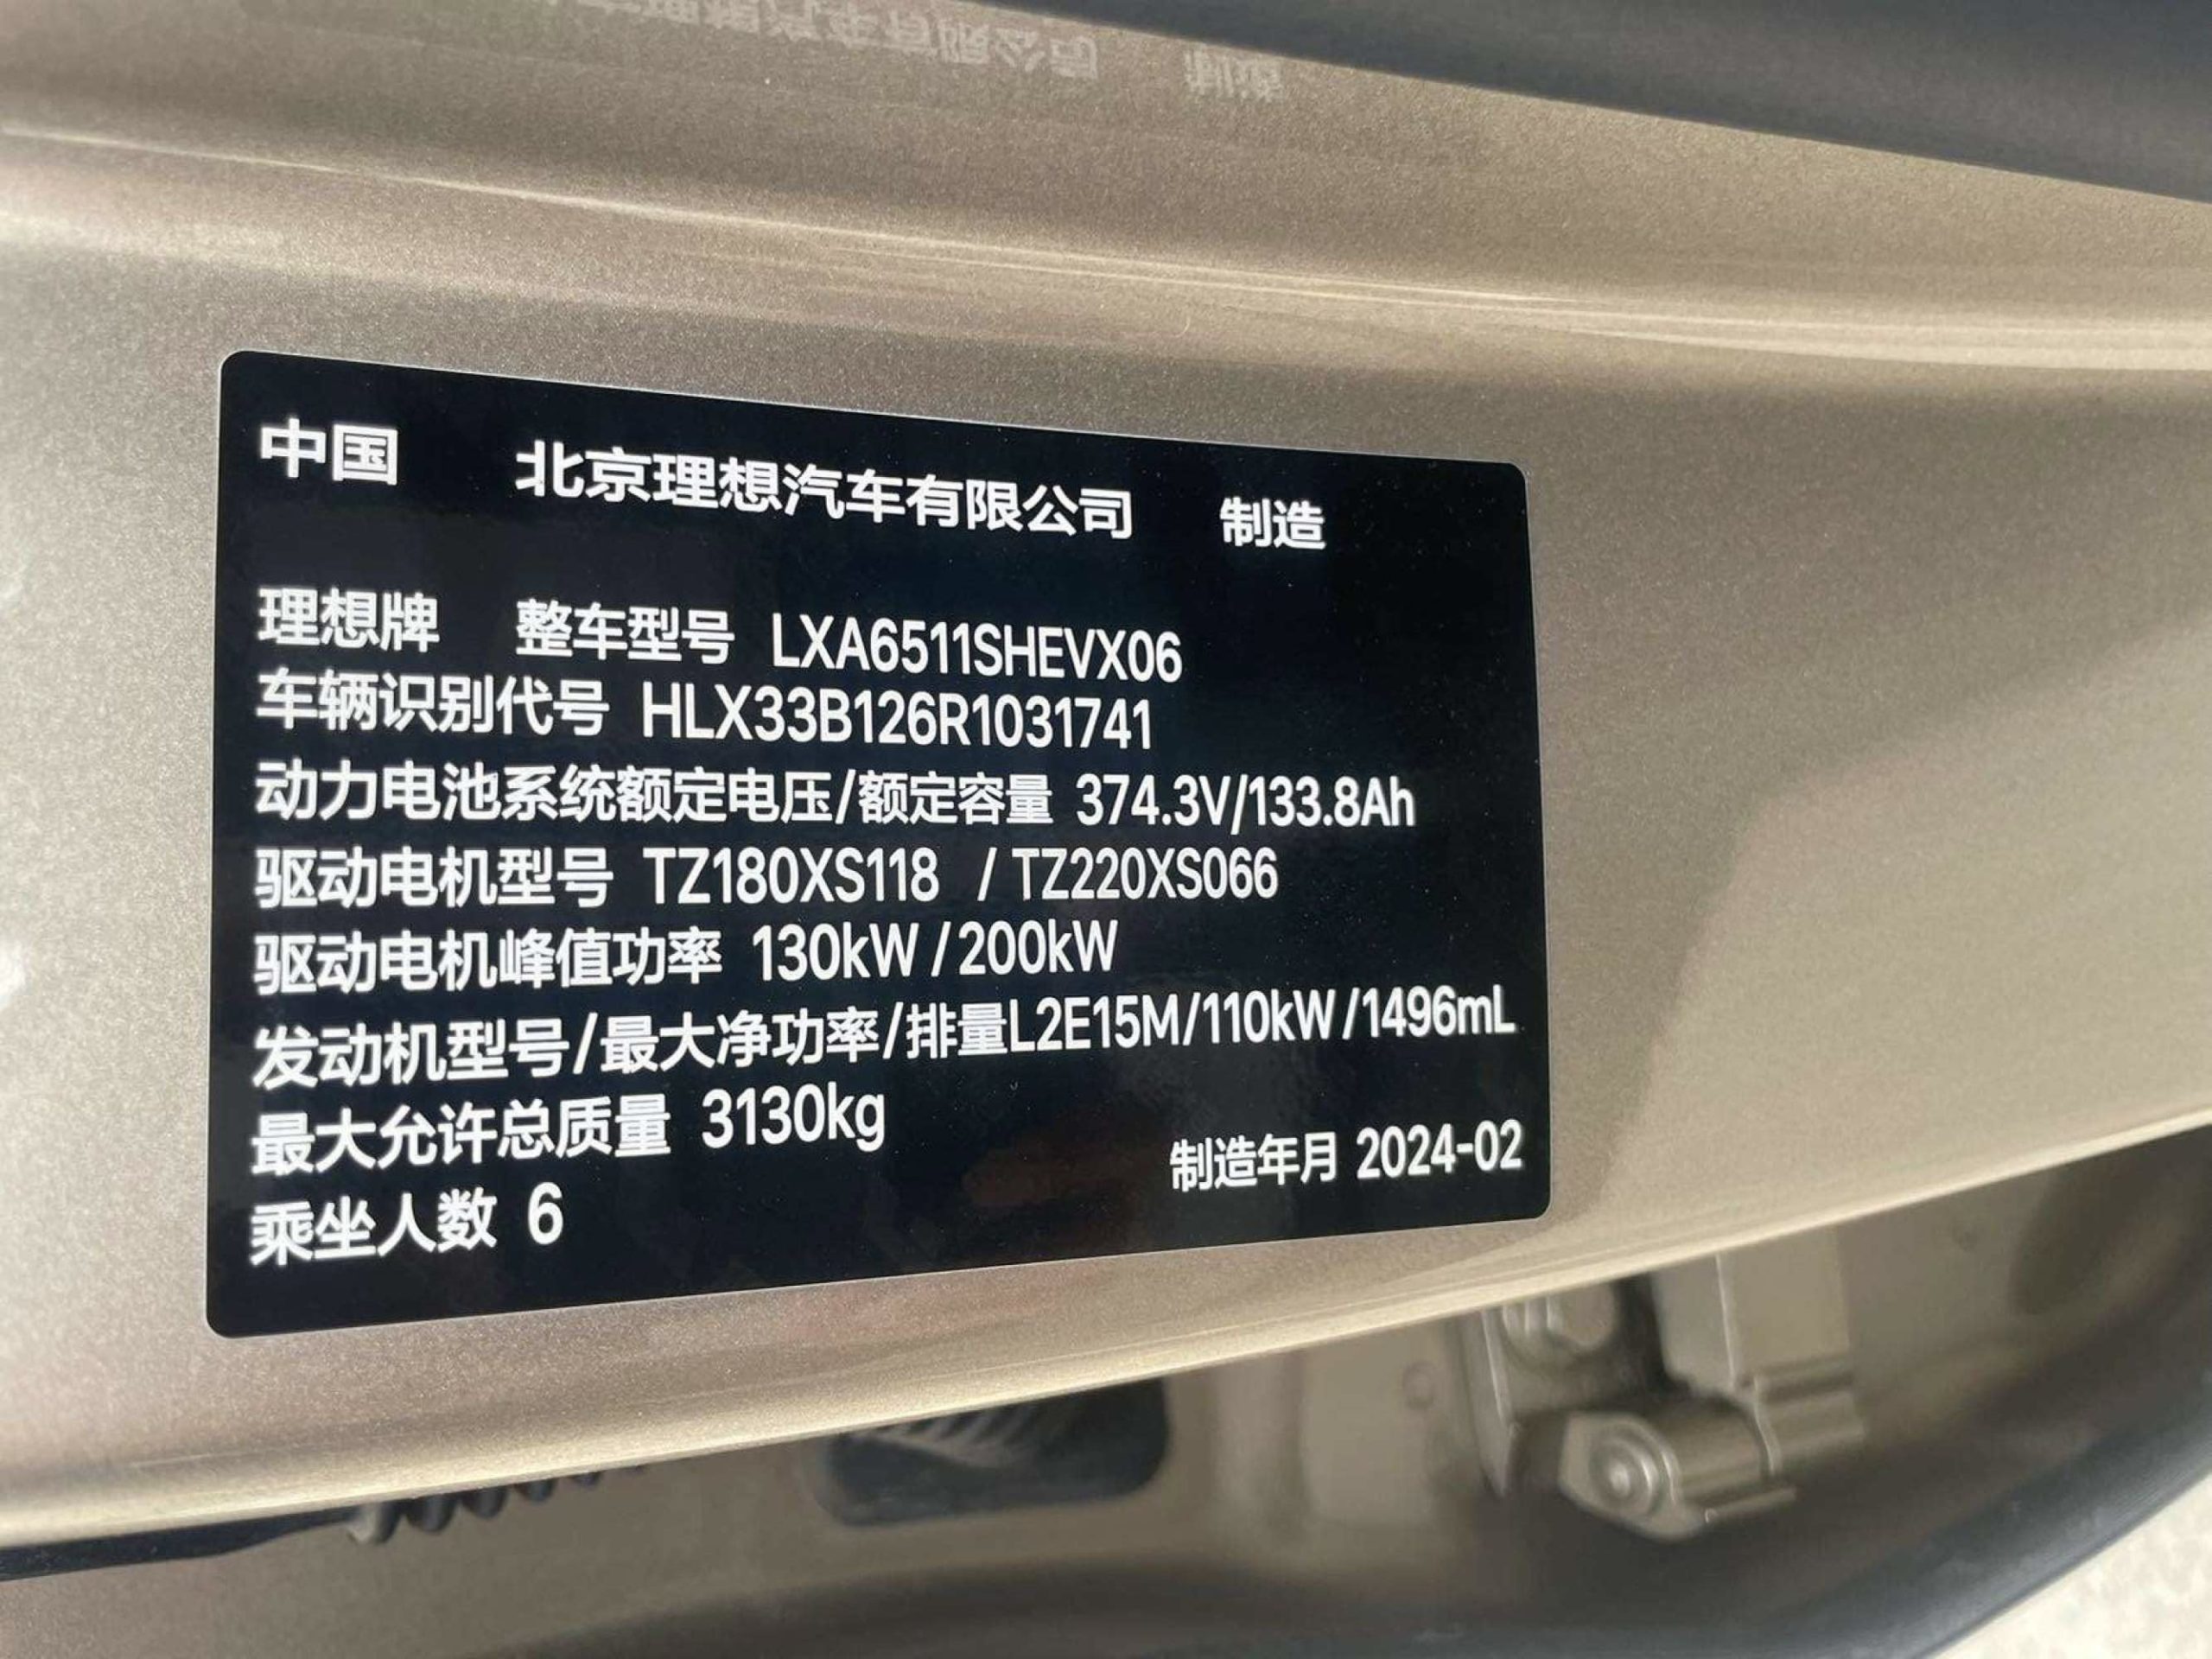 中国 北京理想汽车有限公司 制造
理想牌 整车型号 LXA6511SHEVX06
车辆识别代号 HLX33B126R1031741
动力电池系统额定电压/额定容量 374.3V/133.8Ah
驱动电机型号 TZ180XS118 / TZ220XS066
驱动电机峰值功率 130kW / 200kW
发动机型号/最大净功率/排量L2E15M/110kW /1496mL
最大允许总质量 3130kg
制造年月 2024-02
乘坐人数 6